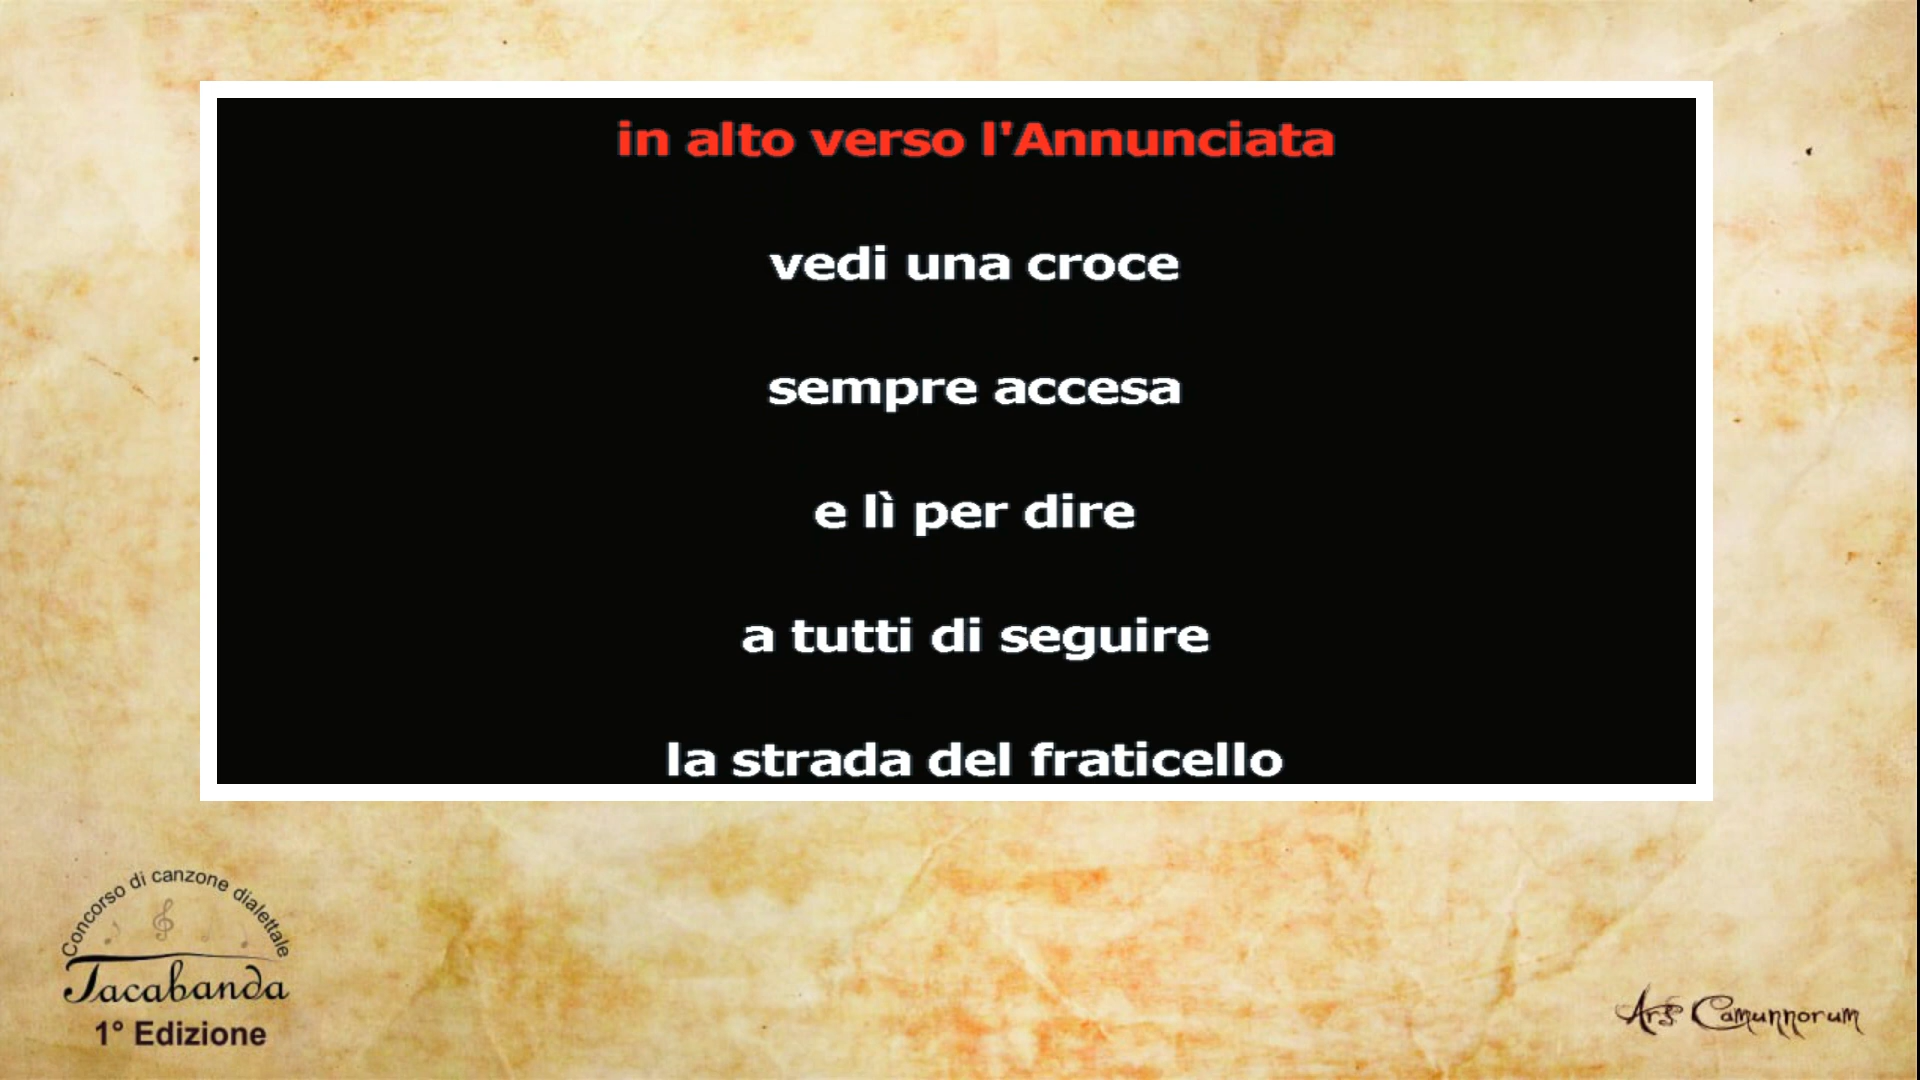 in alto verso l'Annunciata
vedi una croce
sempre accesa
e lì per dire
a tutti di seguire
la strada del fraticello
Concorso di canzone dialettale
Tacabanda
1° Edizione
Ars Camunnorum